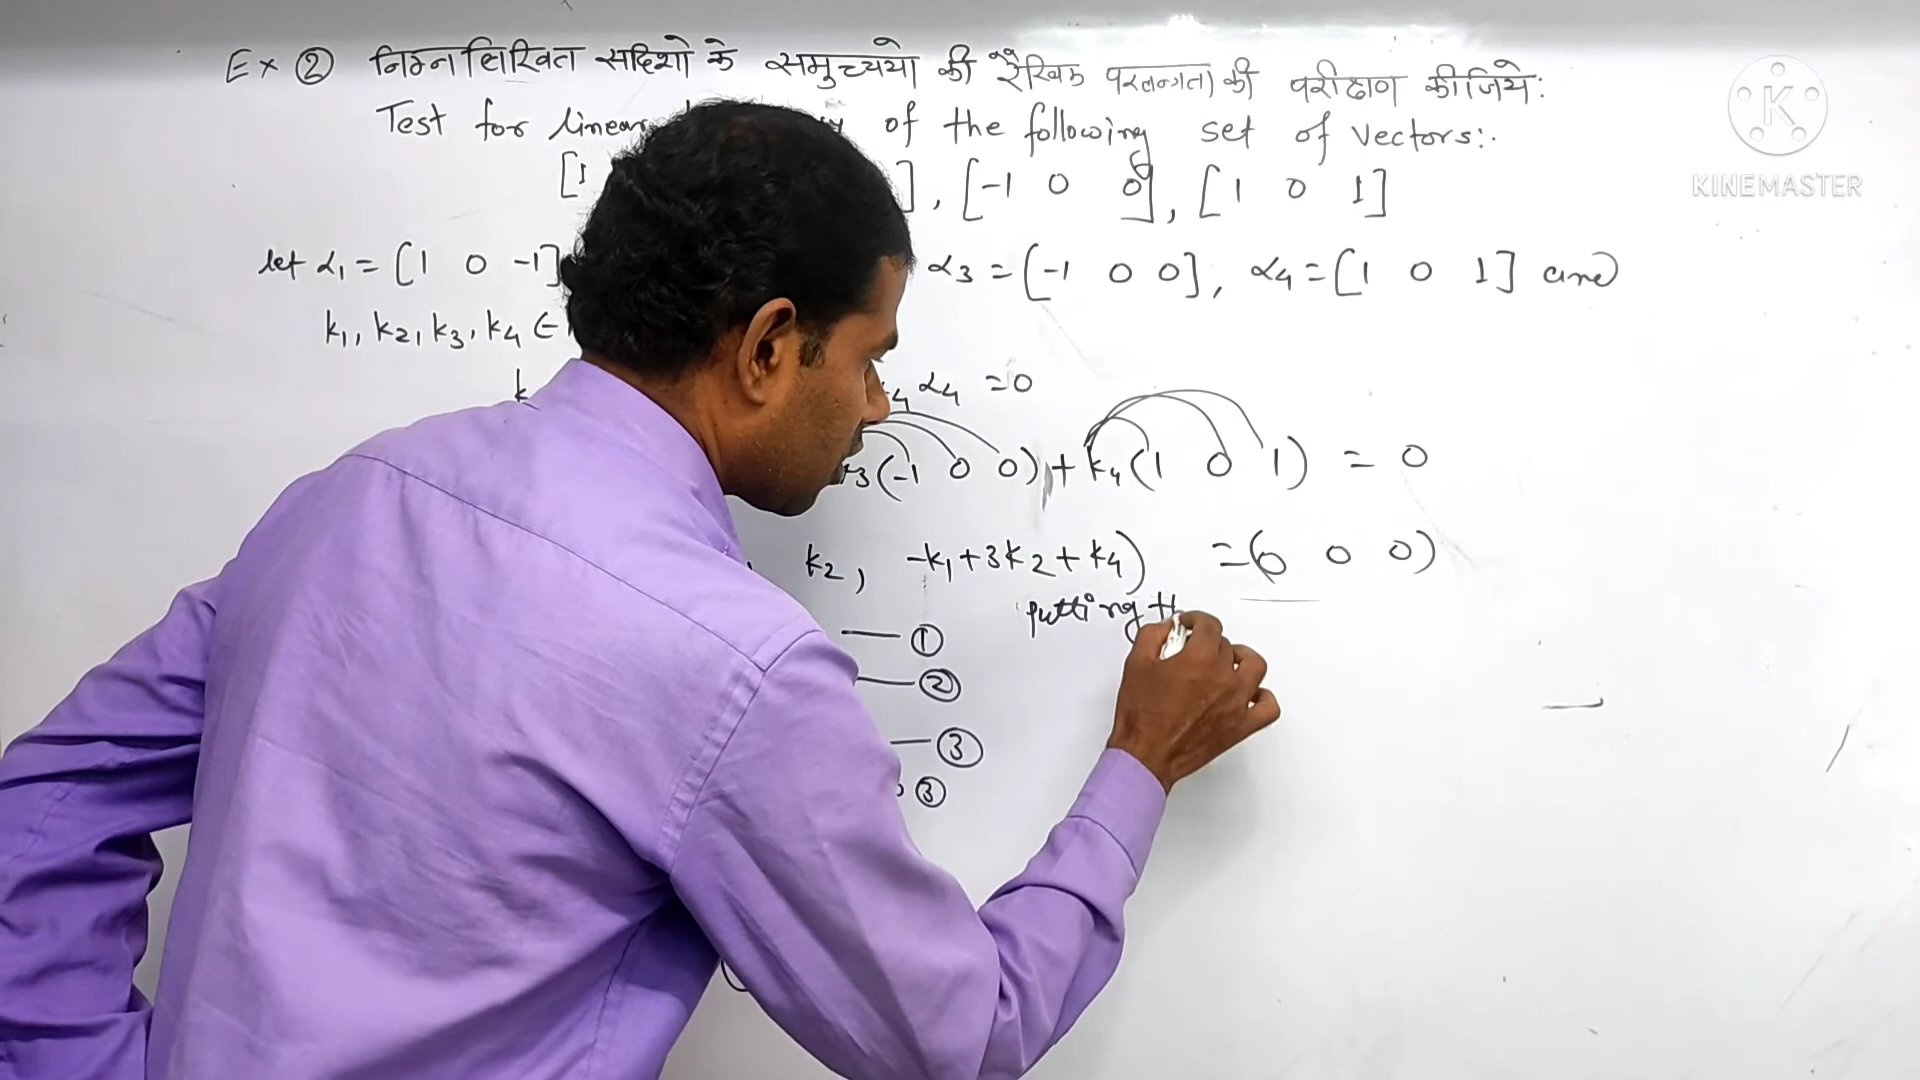 Ex ② निम्नलिखित सदिशो के समुच्चयो की रैखिक परतन्त्रता की परीक्षण कीजिये:
Test for linear of the following set of vectors:.
[1 ], [-1 0 0], [1 0 1]
K
KINEMASTER
let α₁ = [1 0 -1] α₃ = [-1 0 0], α₄ = [1 0 1] and
k₁, k₂, k₃, k₄ ∈
k ₄ α₄ = 0
₃(-1 0 0) + k₄(1 0 1) = 0
k₂, -k₁+3k₂+k₄) = (0 0 0)
putting th
— ①
— ②
— ③
③